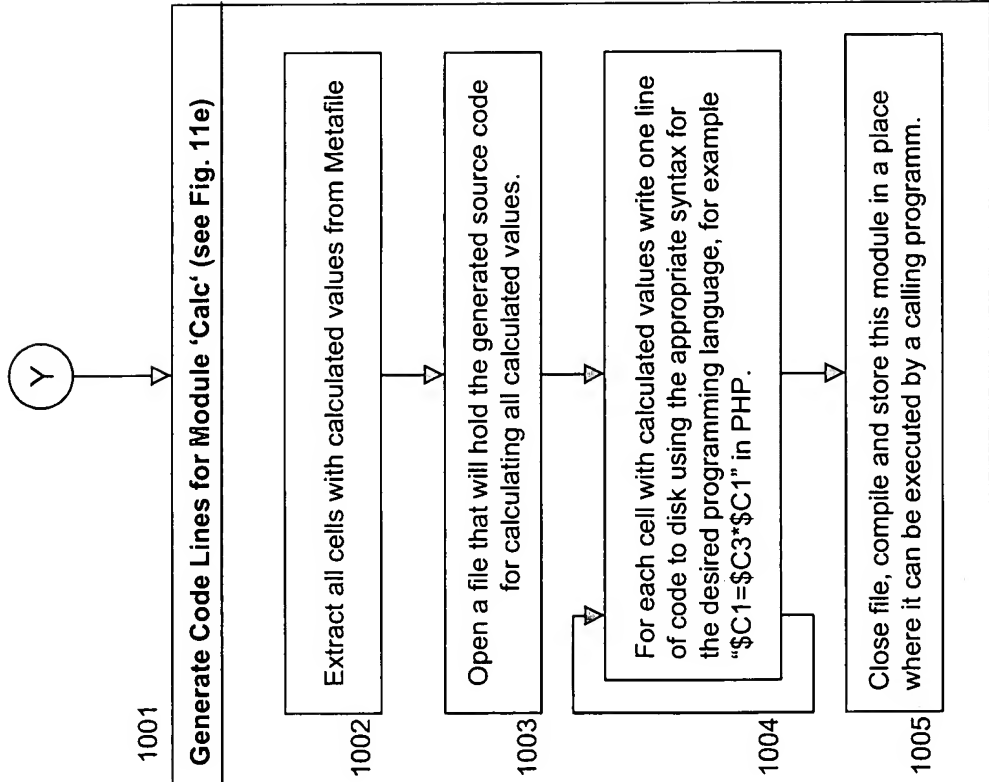 Y
1001
Generate Code Lines for Module ‘Calc‘ (see Fig. 11e)
1002
Extract all cells with calculated values from Metafile
1003
Open a file that will hold the generated source code
for calculating all calculated values.
1004
For each cell with calculated values write one line
of code to disk using the appropriate syntax for
the desired programming language, for example
“$C1=$C3*$C1” in PHP.
1005
Close file, compile and store this module in a place
where it can be executed by a calling programm.